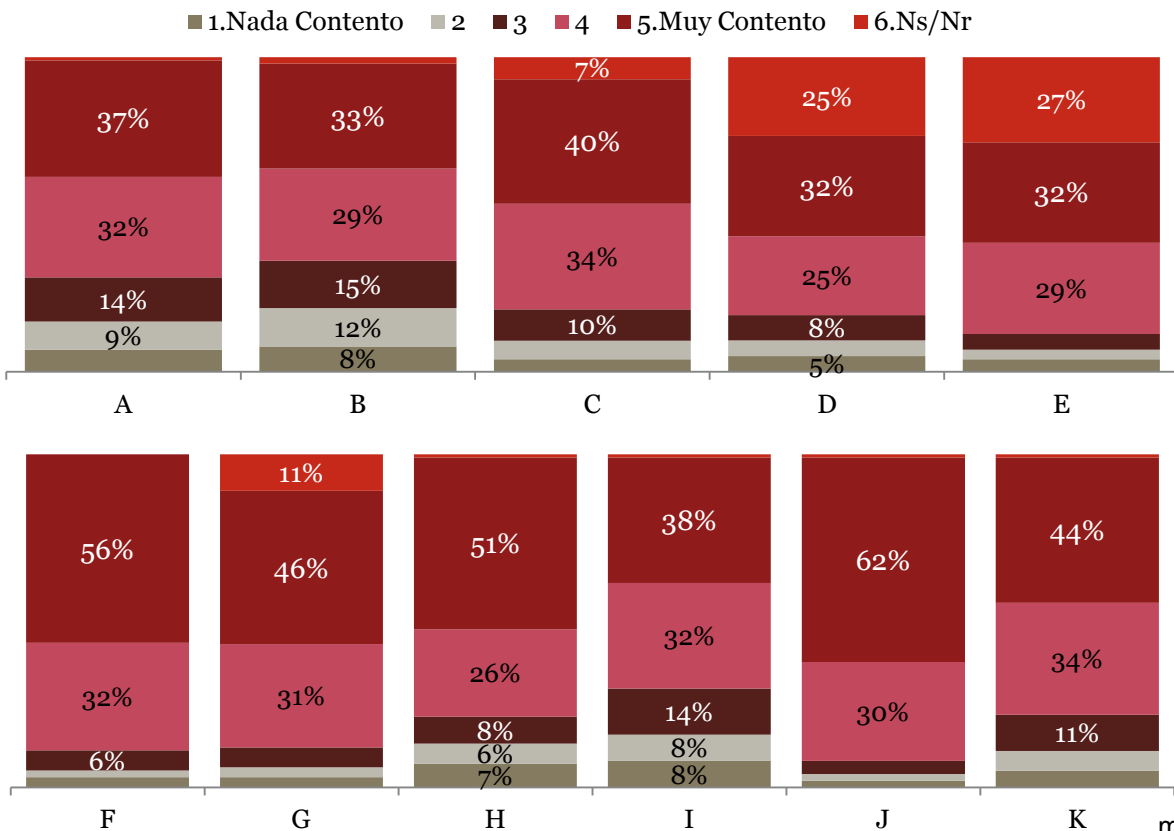 1.Nada Contento 2 3 4 5.Muy Contento 6.Ns/Nr
7% 25% 27%
37% 33% 40% 32% 32%
32% 29% 34% 25% 29%
14% 15% 10% 8%
9% 12%
8% 5%
A B C D E
11%
56% 46% 51% 38% 62% 44%
32% 31% 26% 32% 30% 34%
6% 8% 14% 11%
6% 8%
7% 8%
F G H I J K
m